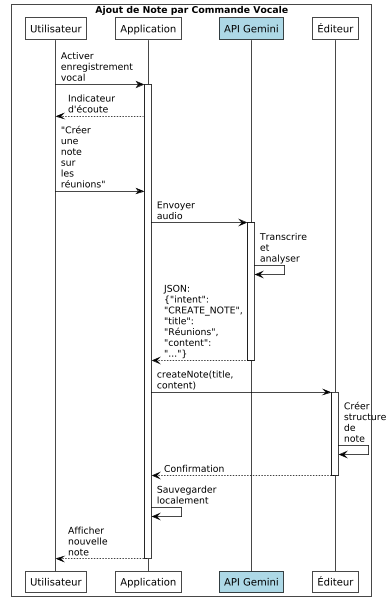 Ajout de Note par Commande Vocale
Utilisateur
Application
API Gemini
Éditeur
Activer
enregistrement
vocal
Indicateur
d'écoute
"Créer
une
note
sur
les
réunions"
Envoyer
audio
Transcrire
et
analyser
JSON:
{"intent":
"CREATE_NOTE",
"title":
"Réunions",
"content":
"..."}
createNote(title,
content)
Créer
structure
de
note
Confirmation
Sauvegarder
localement
Afficher
nouvelle
note
Utilisateur
Application
API Gemini
Éditeur